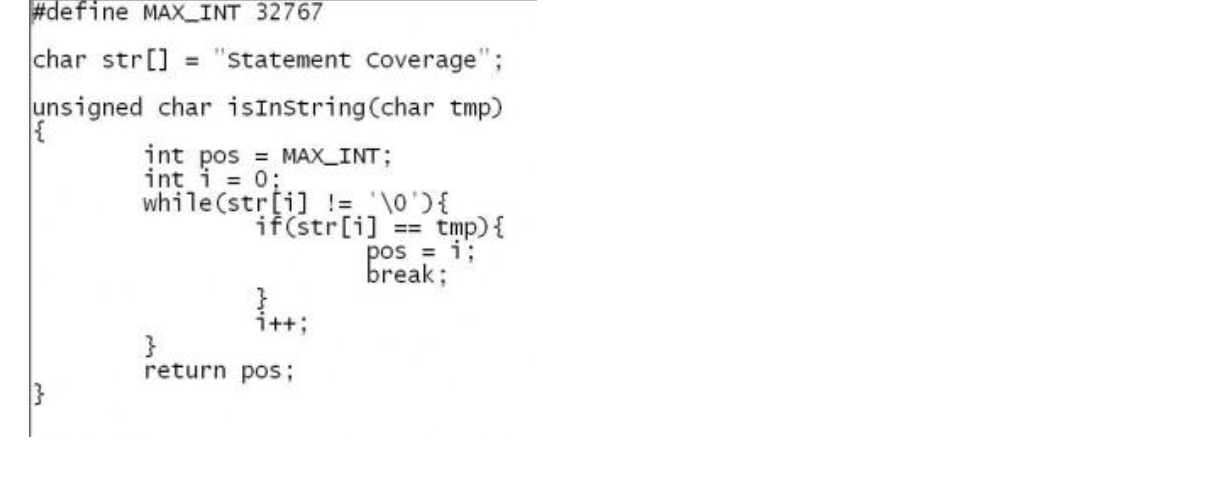 #define MAX_INT 32767
char str[] = "Statement Coverage";
unsigned char isInString(char tmp)
{
int pos = MAX_INT;
int i = 0;
while(str[i] != '\0'){
if(str[i] == tmp){
pos = i;
break;
}
i++;
}
return pos;
}